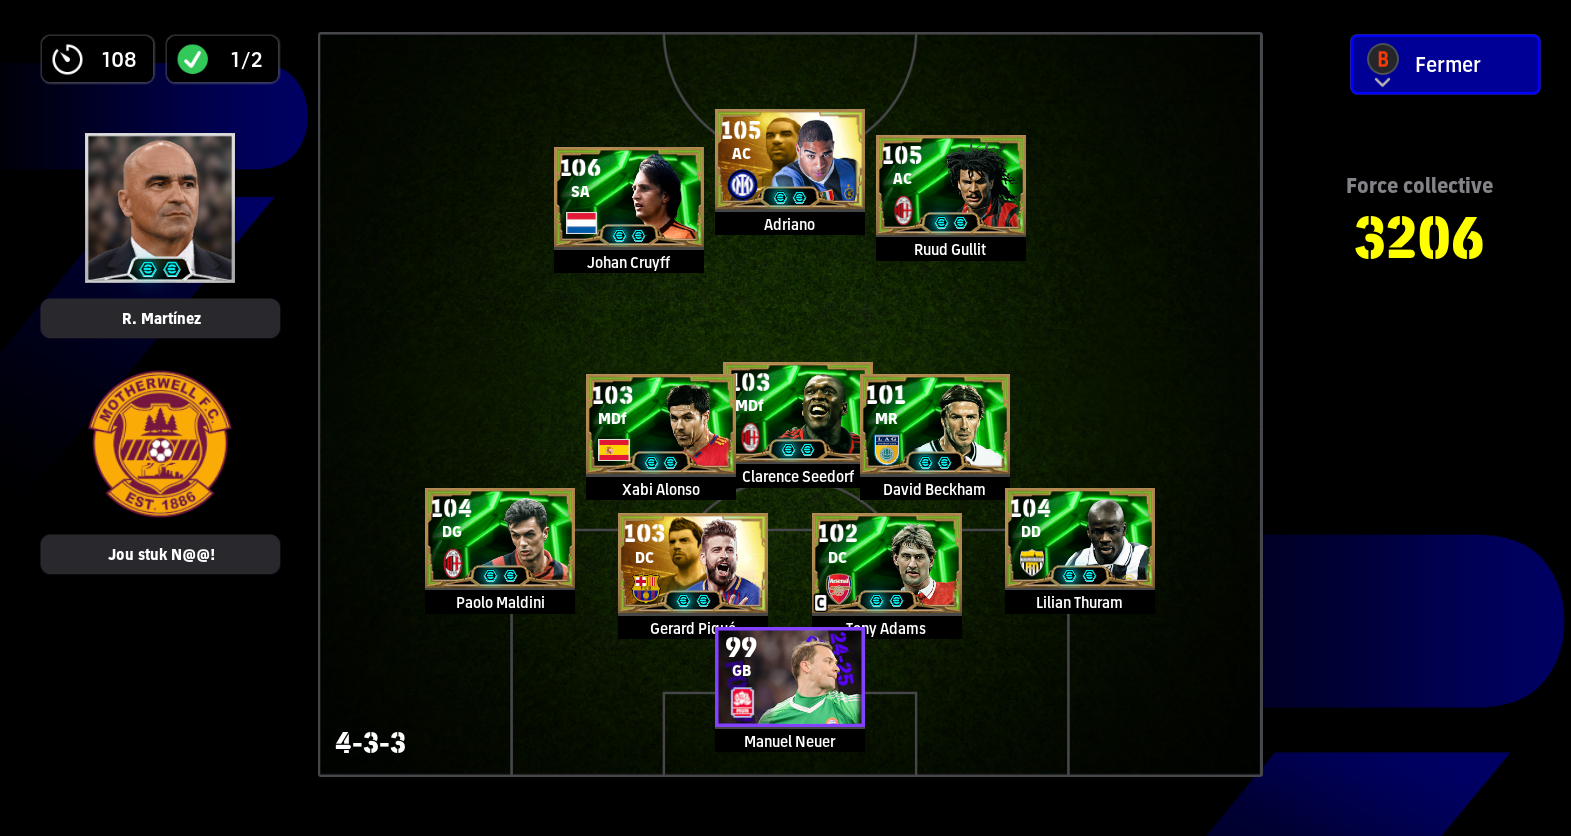 108
1/2
R. Martínez
MOTHERWELL F.C.
EST. 1886
Jou stuk N@@!
B
Fermer
Force collective
3206
105
AC
Adriano
106
SA
Johan Cruyff
105
AC
Ruud Gullit
103
MDf
Xabi Alonso
103
MDf
Clarence Seedorf
101
MR
LAG
David Beckham
104
DG
Paolo Maldini
103
DC
Gerard Piqué
102
DC
Arsenal
C
Tony Adams
104
DD
Lilian Thuram
99
GB
24-25
Manuel Neuer
4-3-3